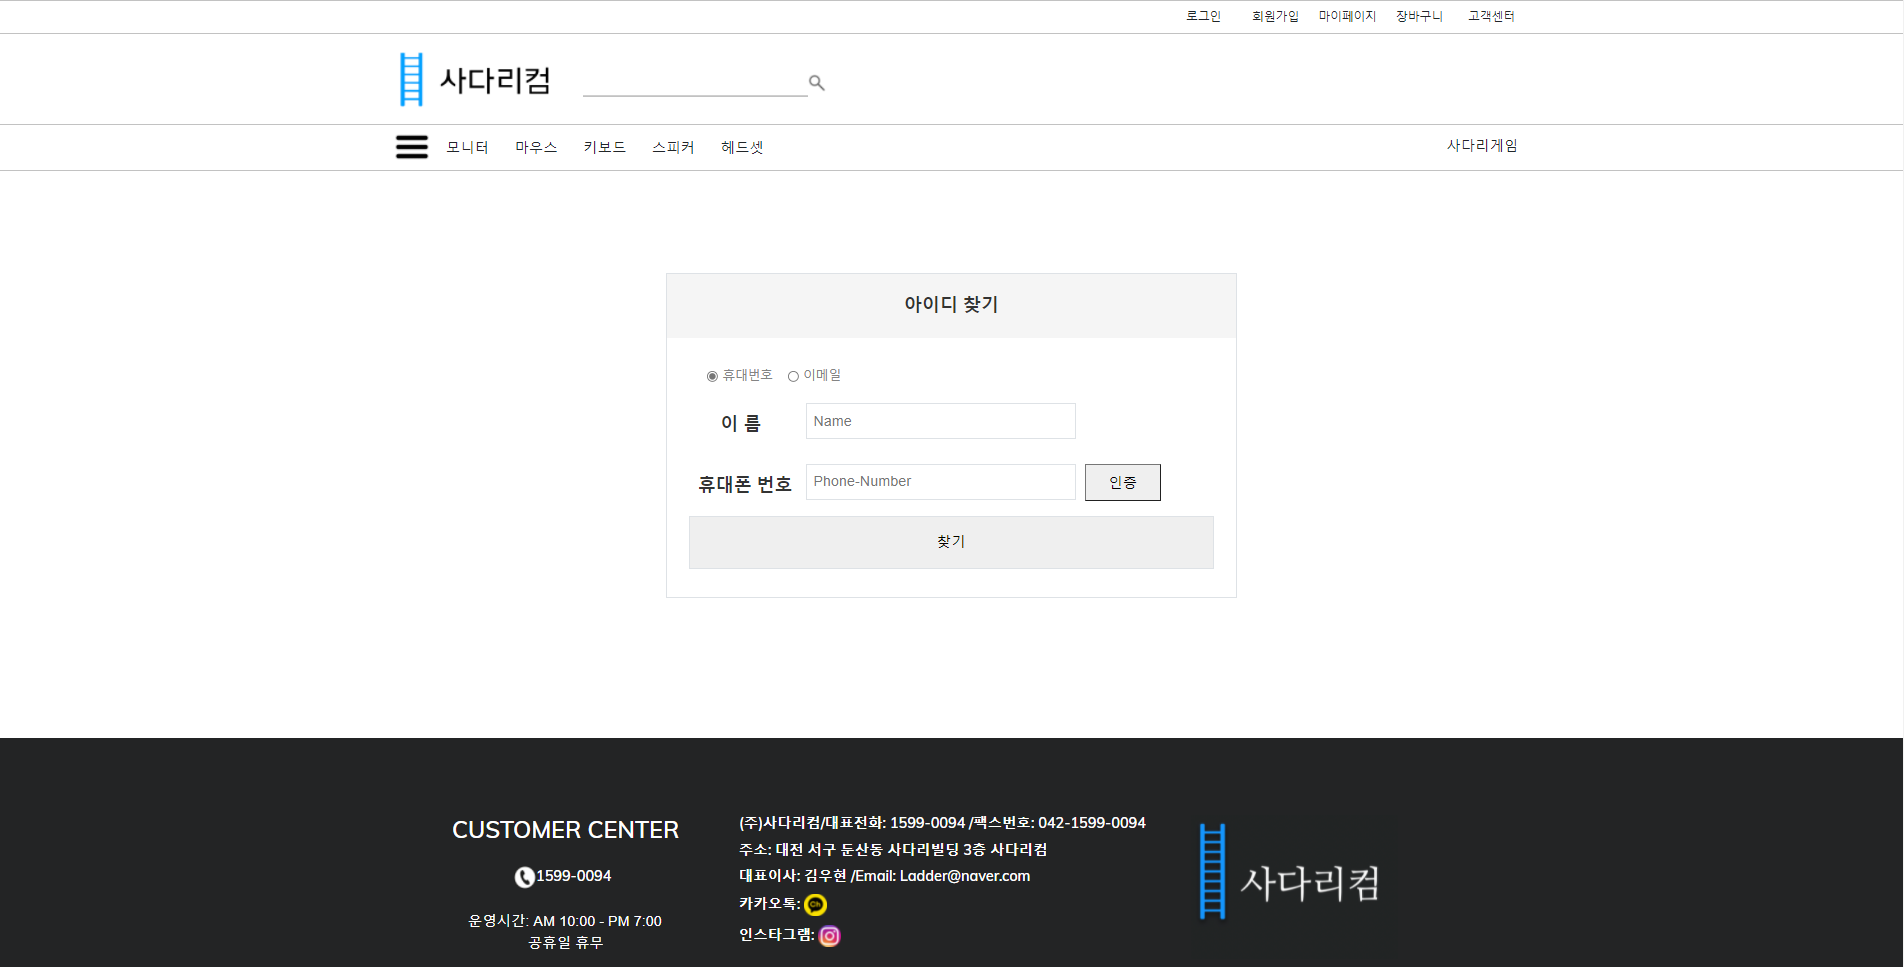 로그인 회원가입 마이페이지 장바구니 고객센터
사다리컴
모니터 마우스 키보드 스피커 헤드셋 사다리게임
아이디 찾기
휴대번호 이메일
이 름 Name
휴대폰 번호 Phone-Number 인증
찾기
CUSTOMER CENTER
1599-0094
운영시간: AM 10:00 - PM 7:00
공휴일 휴무
(주)사다리컴/대표전화: 1599-0094 /팩스번호: 042-1599-0094
주소: 대전 서구 둔산동 사다리빌딩 3층 사다리컴
대표이사: 김우현 /Email: Ladder@naver.com
카카오톡: Ch
인스타그램:
사다리컴